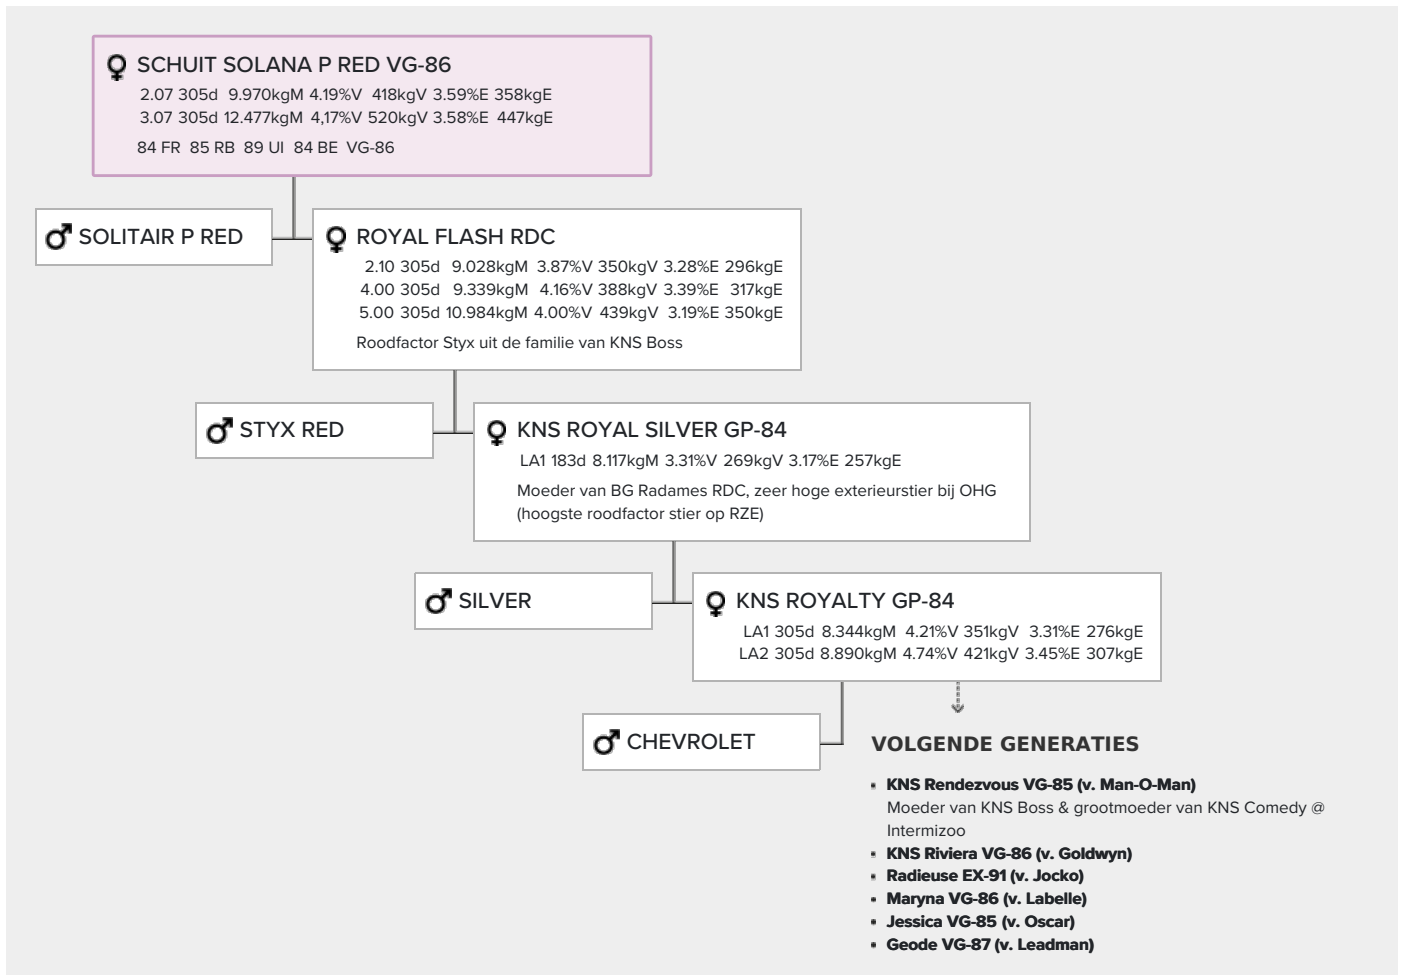 SCHUIT SOLANA P RED VG-86
2.07 305d 9.970kgM 4.19%V 418kgV 3.59%E 358kgE
3.07 305d 12.477kgM 4,17%V 520kgV 3.58%E 447kgE
84 FR 85 RB 89 UI 84 BE VG-86
SOLITAIR P RED
ROYAL FLASH RDC
2.10 305d 9.028kgM 3.87%V 350kgV 3.28%E 296kgE
4.00 305d 9.339kgM 4.16%V 388kgV 3.39%E 317kgE
5.00 305d 10.984kgM 4.00%V 439kgV 3.19%E 350kgE
Roodfactor Styx uit de familie van KNS Boss
STYX RED
KNS ROYAL SILVER GP-84
LA1 183d 8.117kgM 3.31%V 269kgV 3.17%E 257kgE
Moeder van BG Radames RDC, zeer hoge exterieurstier bij OHG
(hoogste roodfactor stier op RZE)
SILVER
KNS ROYALTY GP-84
LA1 305d 8.344kgM 4.21%V 351kgV 3.31%E 276kgE
LA2 305d 8.890kgM 4.74%V 421kgV 3.45%E 307kgE
CHEVROLET
VOLGENDE GENERATIES
KNS Rendezvous VG-85 (v. Man-O-Man)
Moeder van KNS Boss & grootmoeder van KNS Comedy @
Intermizoo
KNS Riviera VG-86 (v. Goldwyn)
Radieuse EX-91 (v. Jocko)
Maryna VG-86 (v. Labelle)
Jessica VG-85 (v. Oscar)
Geode VG-87 (v. Leadman)